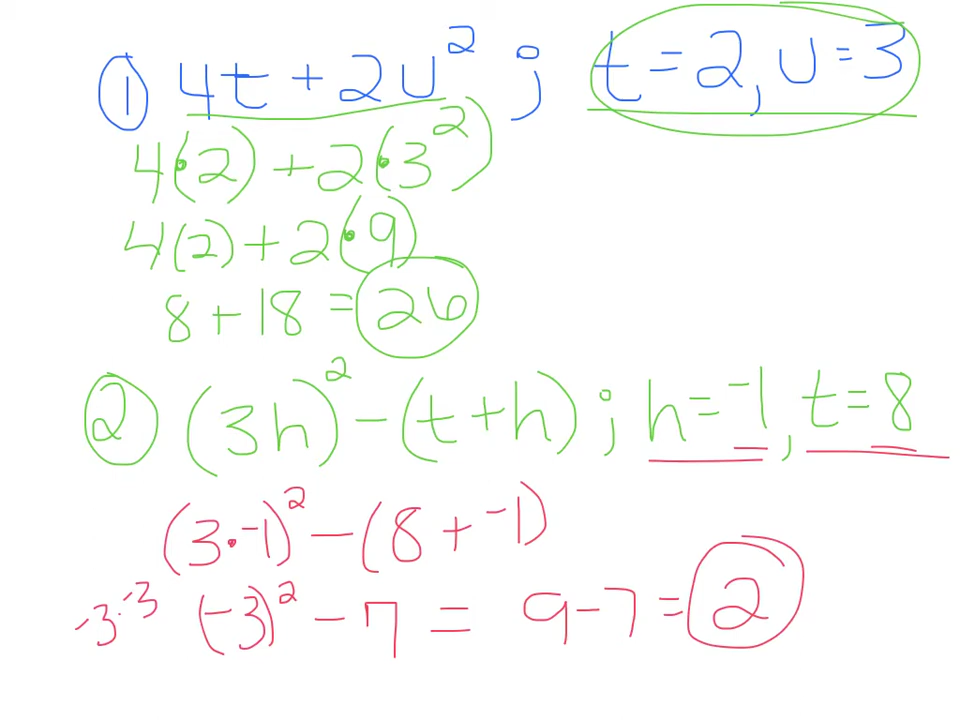 ① 4t + 2u² ; t = 2, u = 3
4(·2) + 2(·3²)
4(2) + 2(·9)
8 + 18 = 26
② (3h)² - (t + h) ; h = -1, t = 8
(3·-1)² - (8 + -1)
-3·-3 (-3)² - 7 = 9 - 7 = 2